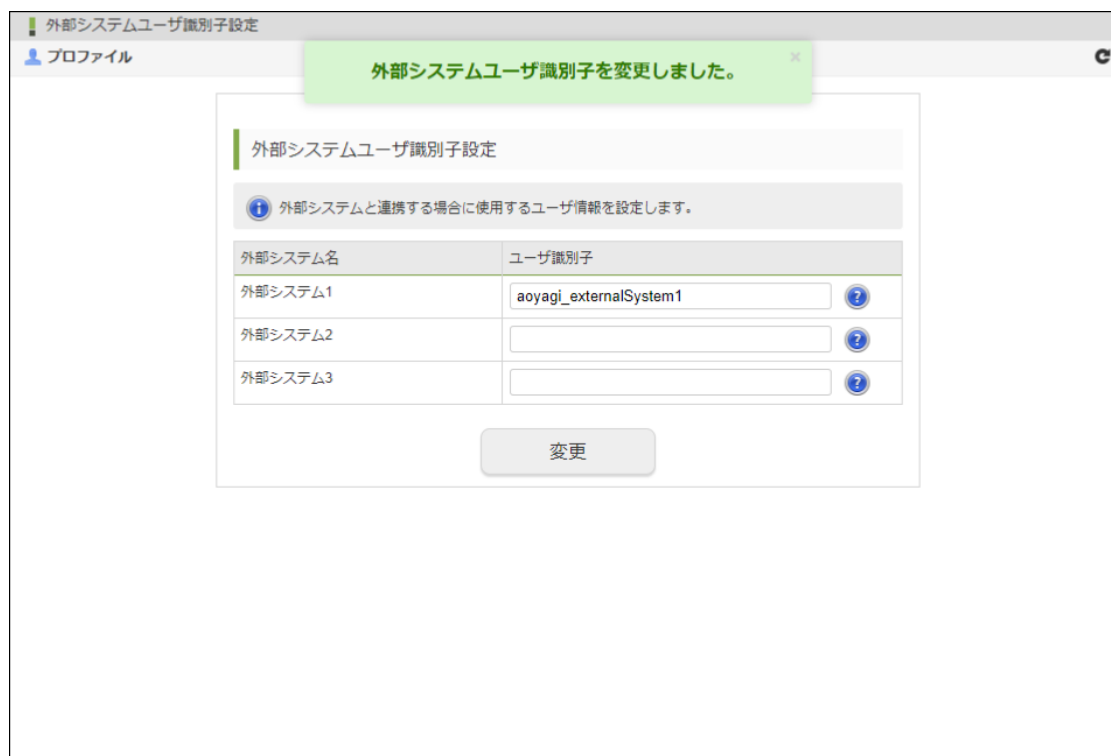 外部システムユーザ識別子設定
プロファイル
外部システムユーザ識別子を変更しました。
×
外部システムユーザ識別子設定
外部システムと連携する場合に使用するユーザ情報を設定します。
外部システム名 ユーザ識別子
外部システム1 aoyagi_externalSystem1
外部システム2
外部システム3
変更